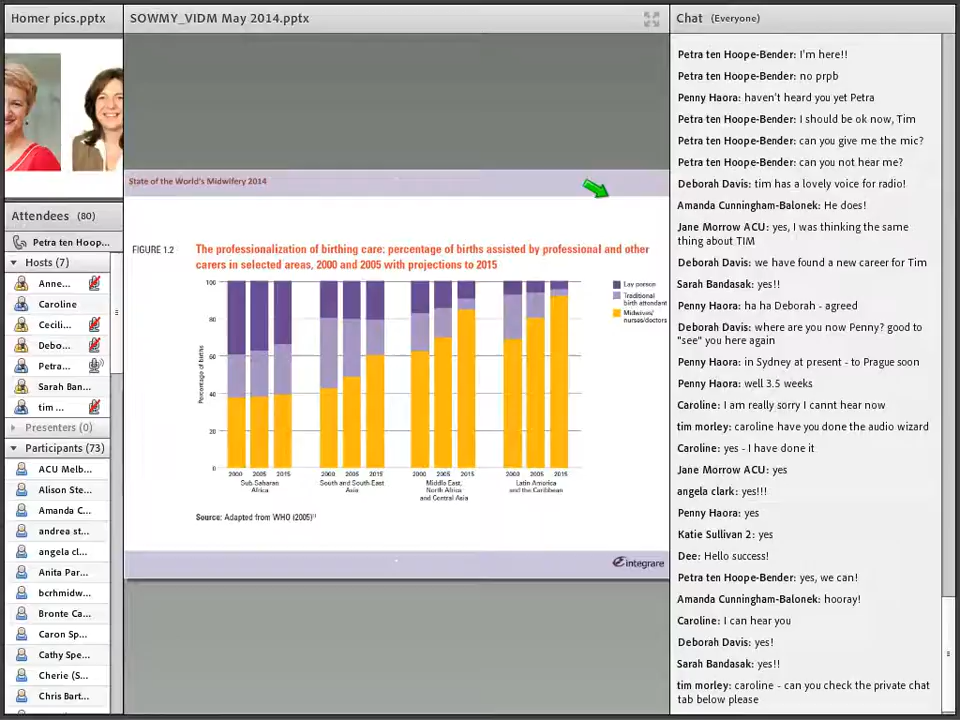 Homer pics.pptx
SOWMY_VIDM May 2014.pptx
Chat (Everyone)
Attendees (80)
Petra ten Hoop...
Hosts (7)
Anne...
Caroline
Cecili...
Debo...
Petra...
Sarah Ban...
tim ...
Presenters (0)
Participants (73)
ACU Melb...
Alison Ste...
Amanda C...
andrea st...
angela cl...
Anita Par...
bcrhmidw...
Bronte Ca...
Caron Sp...
Cathy Spe...
Cherie (S...
Chris Bart...
State of the World's Midwifery 2014
FIGURE 1.2
The professionalization of birthing care: percentage of births assisted by professional and other
carers in selected areas, 2000 and 2005 with projections to 2015
Lay person
Traditional
birth attendant
Midwives/
nurses/doctors
Percentage of births
100
80
60
40
20
0
2000 2005 2015
Sub-Saharan
Africa
2000 2005 2015
South and South-East
Asia
2000 2005 2015
Middle East,
North Africa
and Central Asia
2000 2005 2015
Latin America
and the Caribbean
Source: Adapted from WHO (2005)
integrare
Petra ten Hoope-Bender: I'm here!!
Petra ten Hoope-Bender: no prpb
Penny Haora: haven't heard you yet Petra
Petra ten Hoope-Bender: I should be ok now, Tim
Petra ten Hoope-Bender: can you give me the mic?
Petra ten Hoope-Bender: can you not hear me?
Deborah Davis: tim has a lovely voice for radio!
Amanda Cunningham-Balonek: He does!
Jane Morrow ACU: yes, I was thinking the same
thing about TIM
Deborah Davis: we have found a new career for Tim
Sarah Bandasak: yes!!
Penny Haora: ha ha Deborah - agreed
Deborah Davis: where are you now Penny? good to
"see" you here again
Penny Haora: in Sydney at present - to Prague soon
Penny Haora: well 3.5 weeks
Caroline: I am really sorry I cannt hear now
tim morley: caroline have you done the audio wizard
Caroline: yes - I have done it
Jane Morrow ACU: yes
angela clark: yes!!!
Penny Haora: yes
Katie Sullivan 2: yes
Dee: Hello success!
Petra ten Hoope-Bender: yes, we can!
Amanda Cunningham-Balonek: hooray!
Caroline: I can hear you
Deborah Davis: yes!
Sarah Bandasak: yes!!
tim morley: caroline - can you check the private chat
tab below please